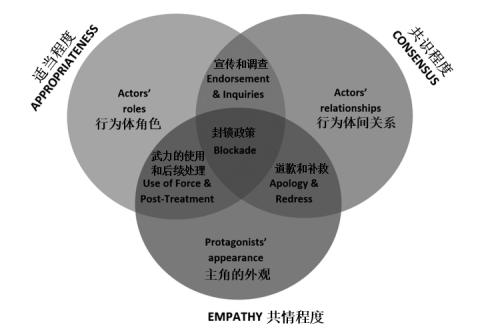 适当程度
APPROPRIATENESS
共识程度
CONSENSUS
宣传和调查
Endorsement
& Inquiries
Actors'
roles
行为体角色
Actors'
relationships
行为体间关系
封锁政策
Blockade
武力的使用
和后续处理
Use of Force &
Post-Treatment
道歉和补救
Apology &
Redress
Protagonists'
appearance
主角的外观
EMPATHY 共情程度